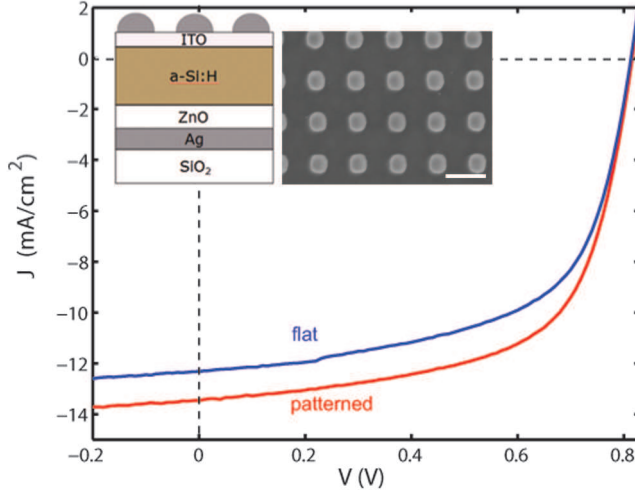 ITO
a-Si:H
ZnO
Ag
SiO2
flat
patterned
J (mA/cm2)
2
0
−2
−4
−6
−8
−10
−12
−14
−0.2 0 0.2 0.4 0.6 0.8
V (V)